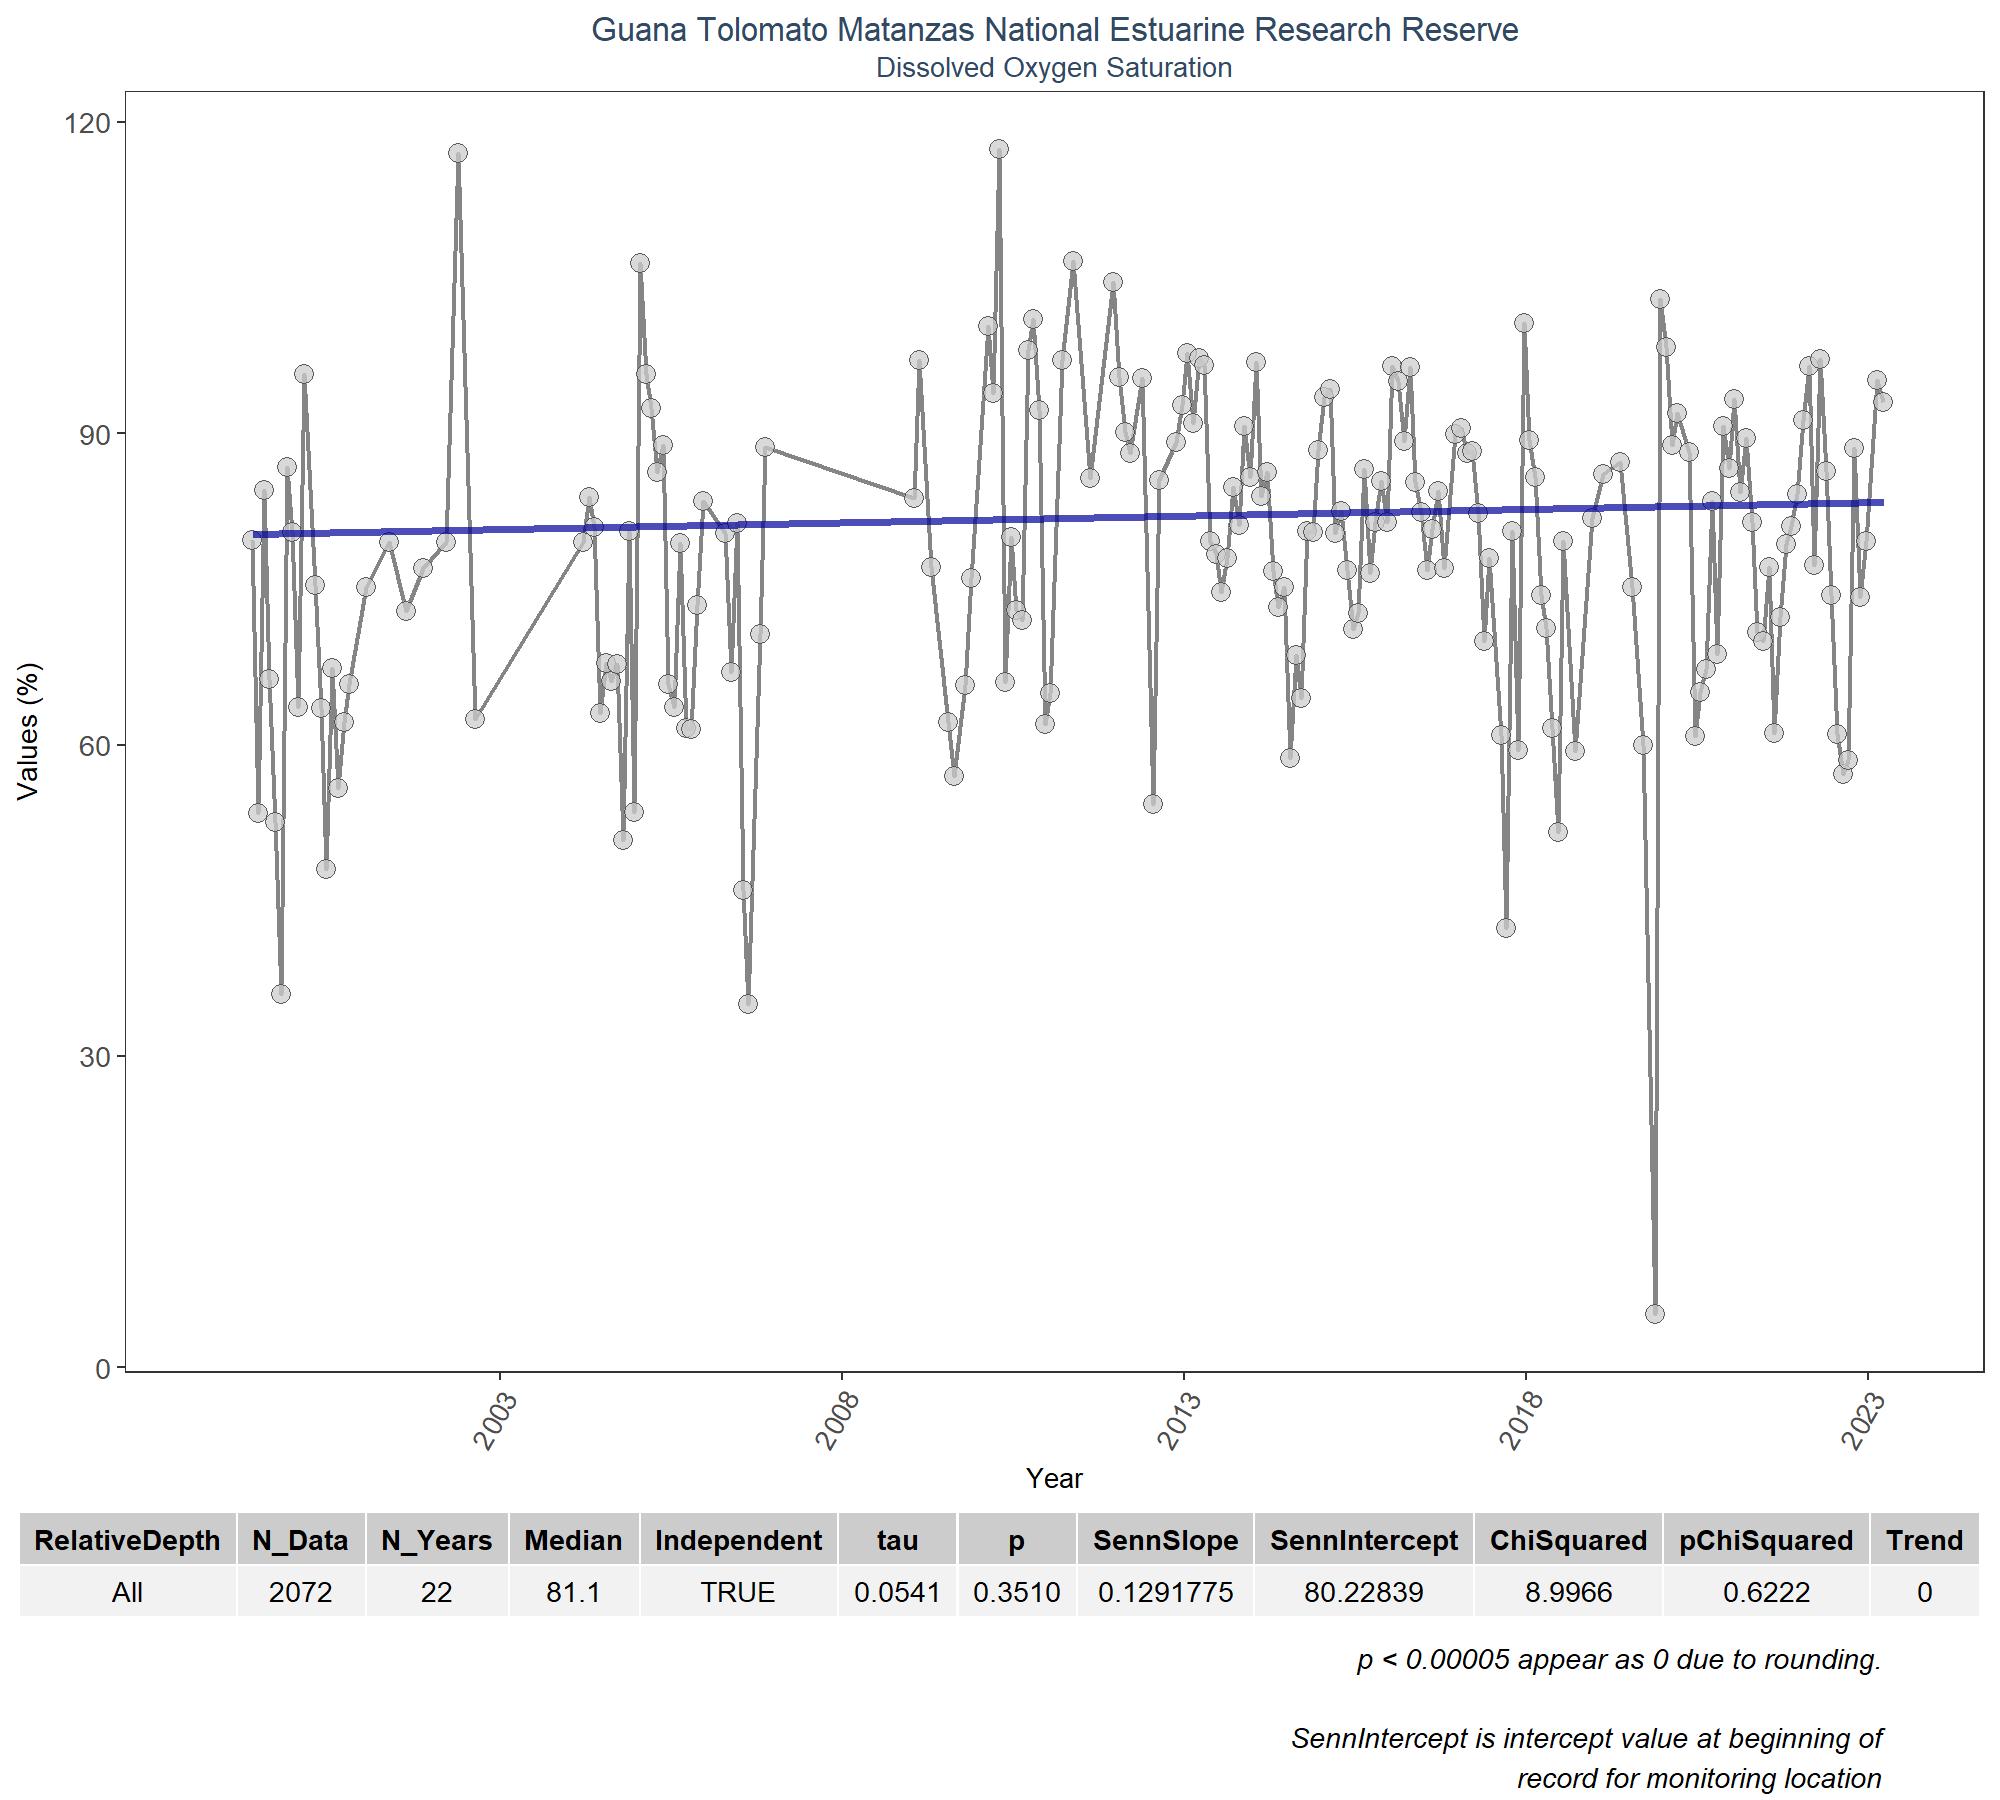 Guana Tolomato Matanzas National Estuarine Research Reserve
Dissolved Oxygen Saturation
120
90
60
30
0
Values (%)
2003
2008
2013
2018
2023
Year
RelativeDepth N_Data N_Years Median Independent tau p SennSlope SennIntercept ChiSquared pChiSquared Trend
All 2072 22 81.1 TRUE 0.0541 0.3510 0.1291775 80.22839 8.9966 0.6222 0
p < 0.00005 appear as 0 due to rounding.
SennIntercept is intercept value at beginning of
record for monitoring location